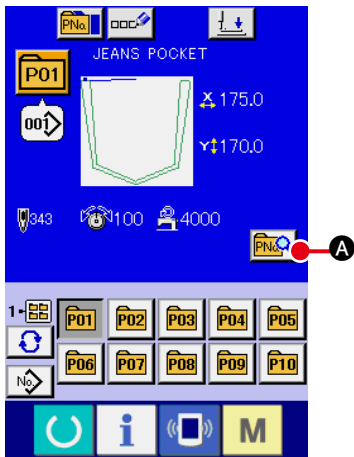 PNo.
JEANS POCKET
P01
001
X 175.0
Y 170.0
343
100
4000
PNo.
A
1-
P01 P02 P03 P04 P05
P06 P07 P08 P09 P10
No.
i
M